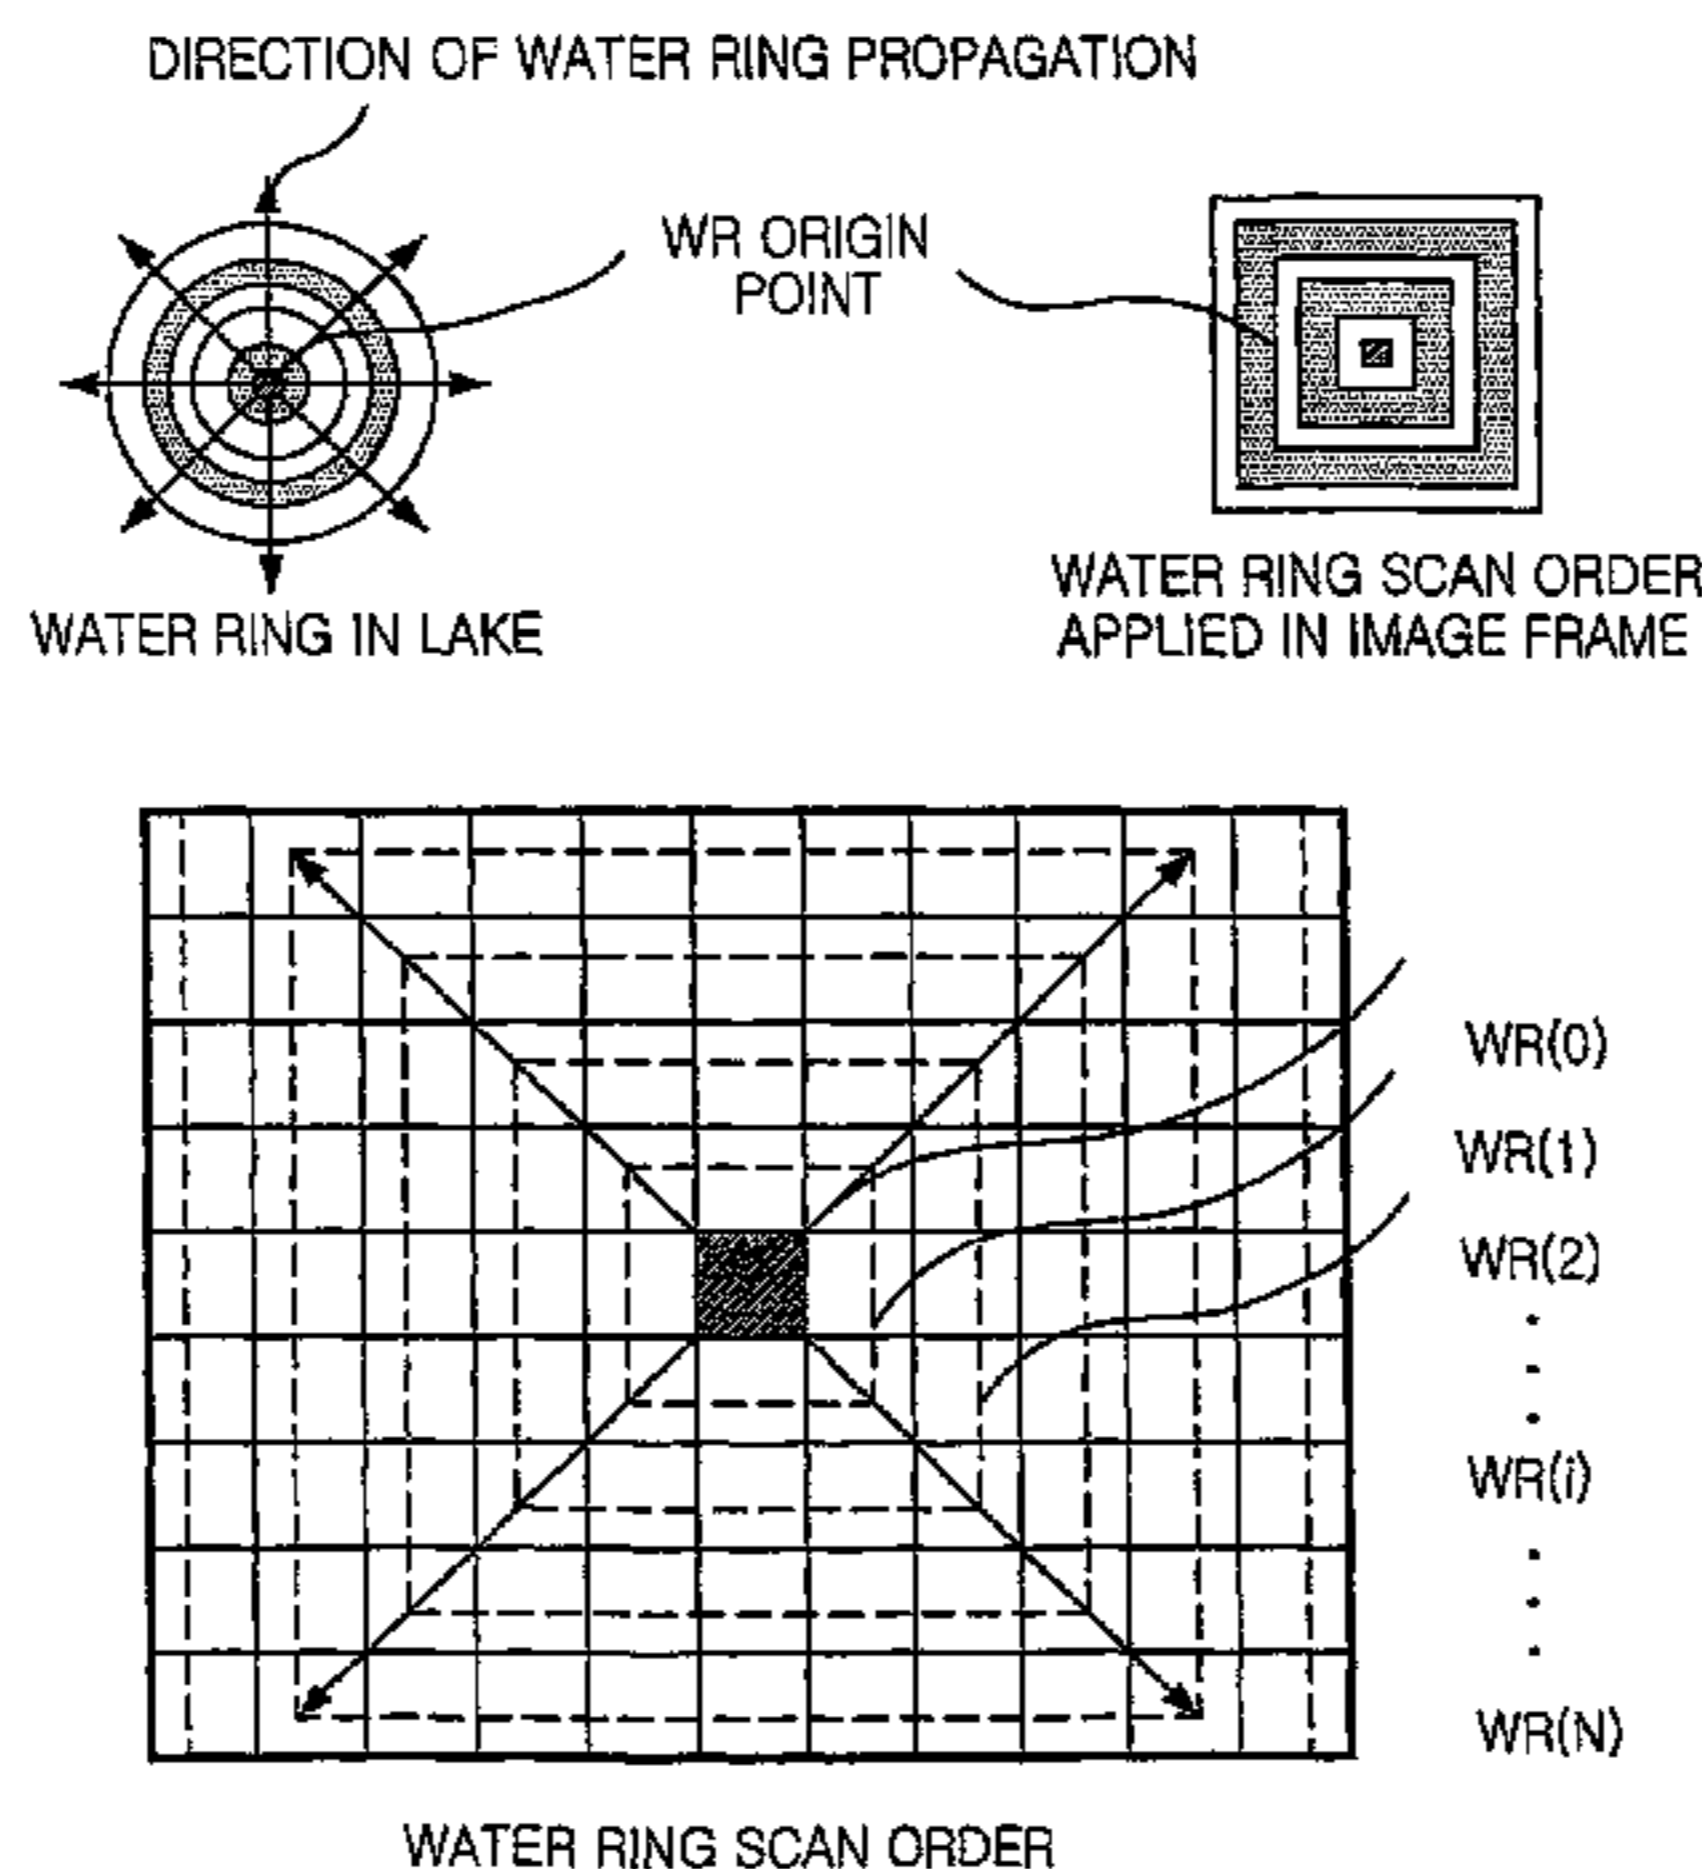 DIRECTION OF WATER RING PROPAGATION
WR ORIGIN
POINT
WATER RING IN LAKE
WATER RING SCAN ORDER
APPLIED IN IMAGE FRAME
WR(0)
WR(1)
WR(2)
.
.
.
WR(i)
.
.
.
WR(N)
WATER RING SCAN ORDER